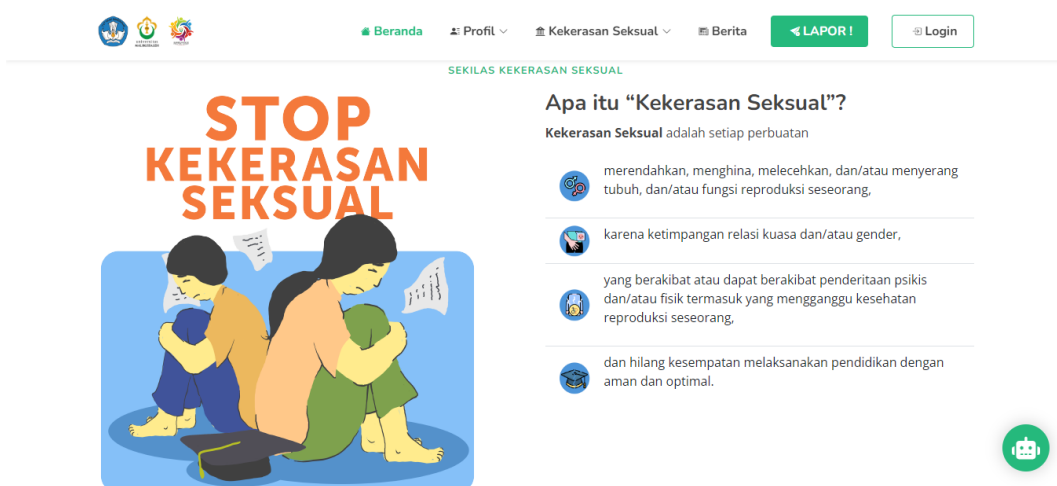 Beranda
Profil
Kekerasan Seksual
Berita
LAPOR !
Login
SEKILAS KEKERASAN SEKSUAL
STOP
KEKERASAN
SEKSUAL
Apa itu “Kekerasan Seksual”?
Kekerasan Seksual adalah setiap perbuatan
merendahkan, menghina, melecehkan, dan/atau menyerang
tubuh, dan/atau fungsi reproduksi seseorang,
karena ketimpangan relasi kuasa dan/atau gender,
yang berakibat atau dapat berakibat penderitaan psikis
dan/atau fisik termasuk yang mengganggu kesehatan
reproduksi seseorang,
dan hilang kesempatan melaksanakan pendidikan dengan
aman dan optimal.